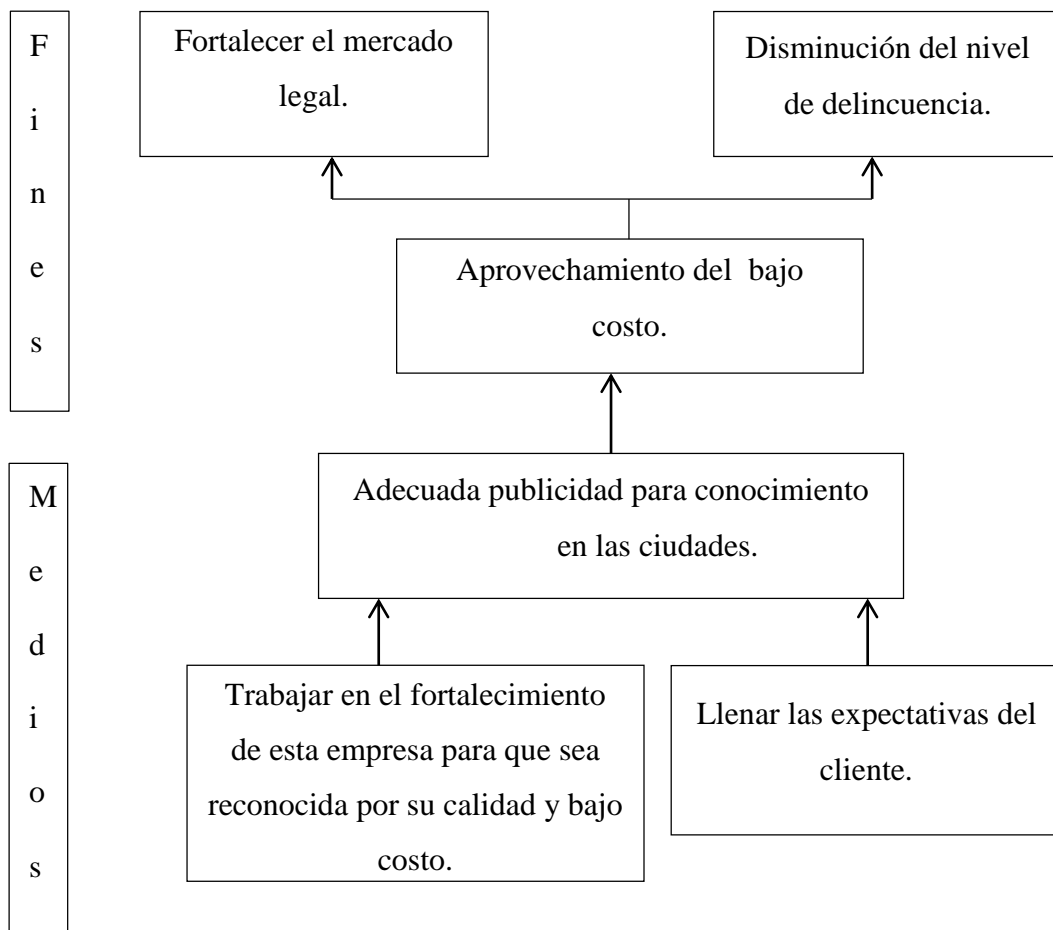 F
i
n
e
s
Fortalecer el mercado
legal.
Disminución del nivel
de delincuencia.
Aprovechamiento del bajo
costo.
M
e
d
i
o
s
Adecuada publicidad para conocimiento
en las ciudades.
Trabajar en el fortalecimiento
de esta empresa para que sea
reconocida por su calidad y bajo
costo.
Llenar las expectativas del
cliente.